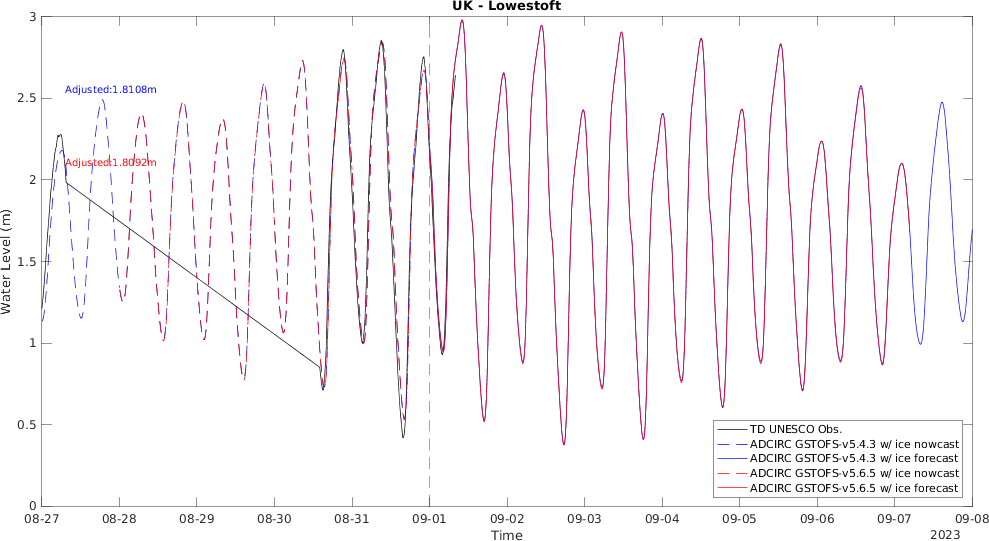 UK - Lowestoft
3
2.5
2
1.5
1
0.5
0
Water Level (m)
Adjusted:1.8108m
Adjusted:1.8092m
TD UNESCO Obs.
ADCIRC GSTOFS-v5.4.3 w/ ice nowcast
ADCIRC GSTOFS-v5.4.3 w/ ice forecast
ADCIRC GSTOFS-v5.6.5 w/ ice nowcast
ADCIRC GSTOFS-v5.6.5 w/ ice forecast
08-27 08-28 08-29 08-30 08-31 09-01 09-02 09-03 09-04 09-05 09-06 09-07 09-08
Time
2023